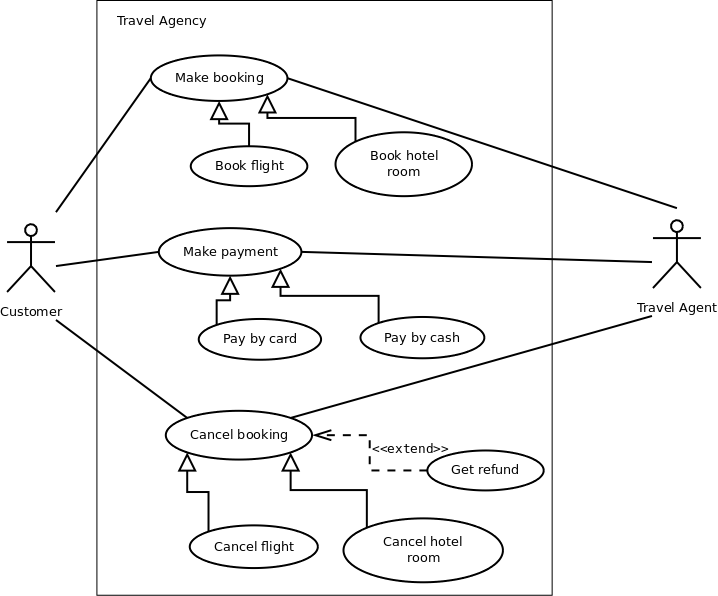 Travel Agency
Make booking
Book flight
Book hotel
room
Make payment
Customer
Travel Agent
Pay by card
Pay by cash
Cancel booking
<<extend>>
Get refund
Cancel flight
Cancel hotel
room